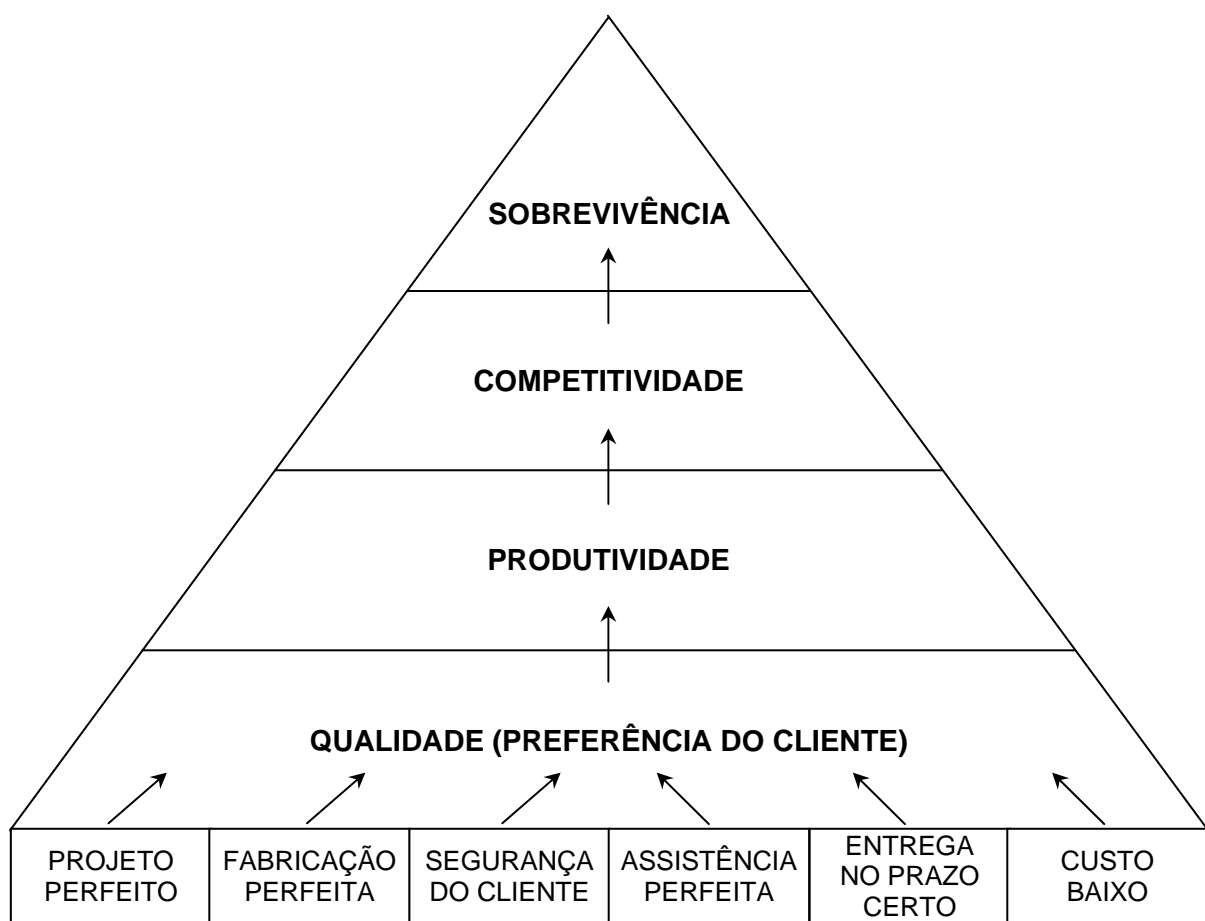 SOBREVIVÊNCIA
COMPETITIVIDADE
PRODUTIVIDADE
QUALIDADE (PREFERÊNCIA DO CLIENTE)
PROJETO
PERFEITO
FABRICAÇÃO
PERFEITA
SEGURANÇA
DO CLIENTE
ASSISTÊNCIA
PERFEITA
ENTREGA
NO PRAZO
CERTO
CUSTO
BAIXO